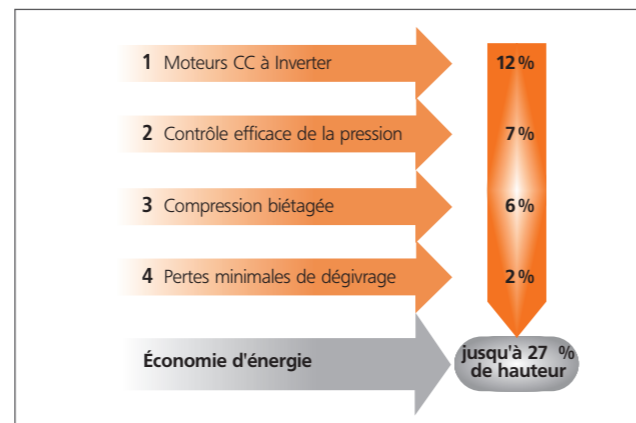 1 Moteurs CC à Inverter 12 %
2 Contrôle efficace de la pression 7 %
3 Compression biétagée 6 %
4 Pertes minimales de dégivrage 2 %
Économie d'énergie jusqu'à 27 %
de hauteur